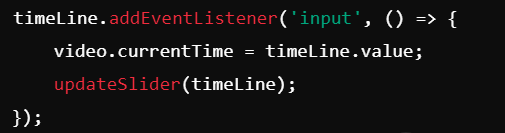 timeLine.addEventListener('input', () => {
    video.currentTime = timeLine.value;
    updateSlider(timeLine);
});